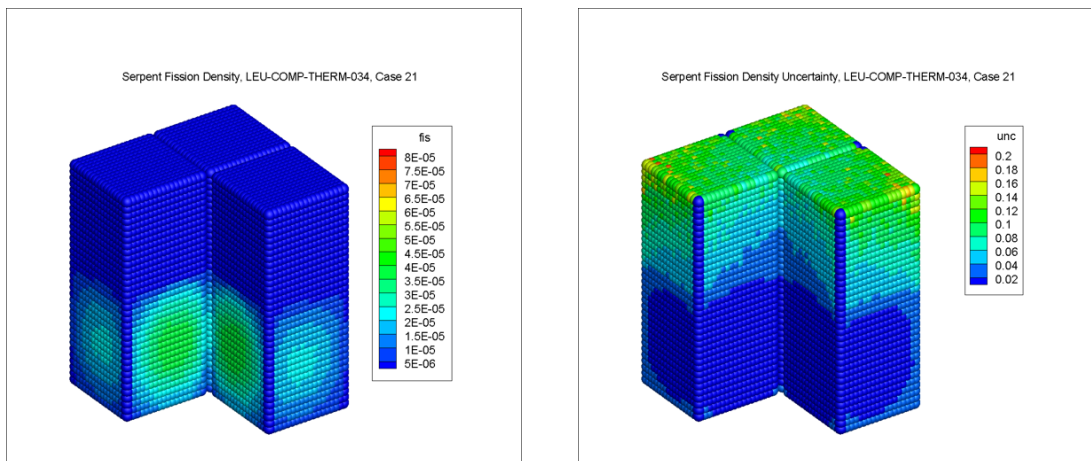 Serpent Fission Density, LEU-COMP-THERM-034, Case 21
fis
8E-05
7.5E-05
7E-05
6.5E-05
6E-05
5.5E-05
5E-05
4.5E-05
4E-05
3.5E-05
3E-05
2.5E-05
2E-05
1.5E-05
1E-05
5E-06
Serpent Fission Density Uncertainty, LEU-COMP-THERM-034, Case 21
unc
0.2
0.18
0.16
0.14
0.12
0.1
0.08
0.06
0.04
0.02